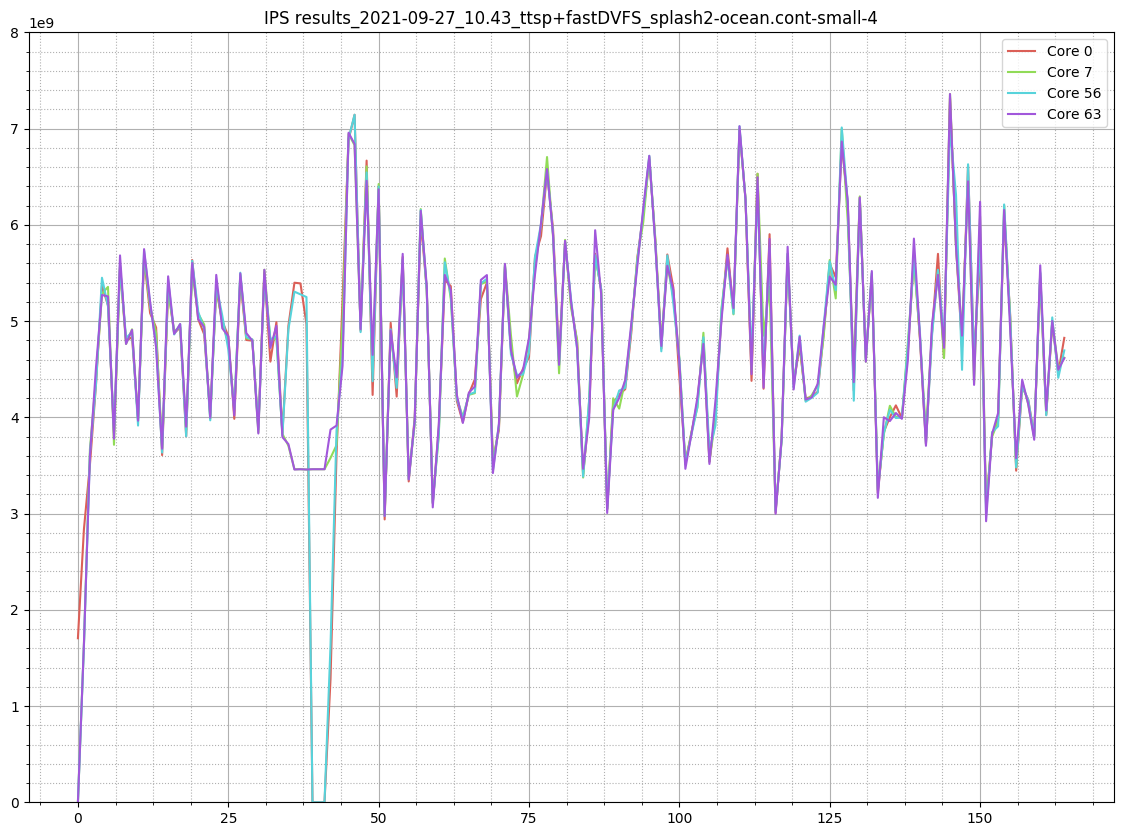 IPS results_2021-09-27_10.43_ttsp+fastDVFS_splash2-ocean.cont-small-4
1e9
8
7
6
5
4
3
2
1
0
Core 0
Core 7
Core 56
Core 63
0 25 50 75 100 125 150